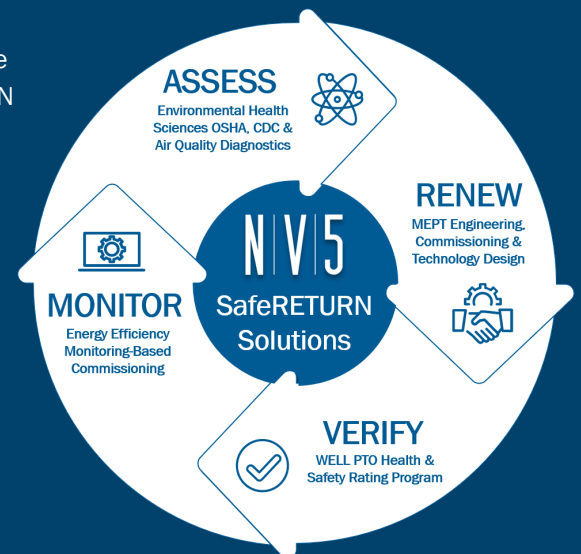 e
N
ASSESS
Environmental Health
Sciences OSHA, CDC &
Air Quality Diagnostics
RENEW
MEPT Engineering,
Commissioning &
Technology Design
N|V|5
SafeRETURN
Solutions
MONITOR
Energy Efficiency
Monitoring-Based
Commissioning
VERIFY
WELL PTO Health &
Safety Rating Program